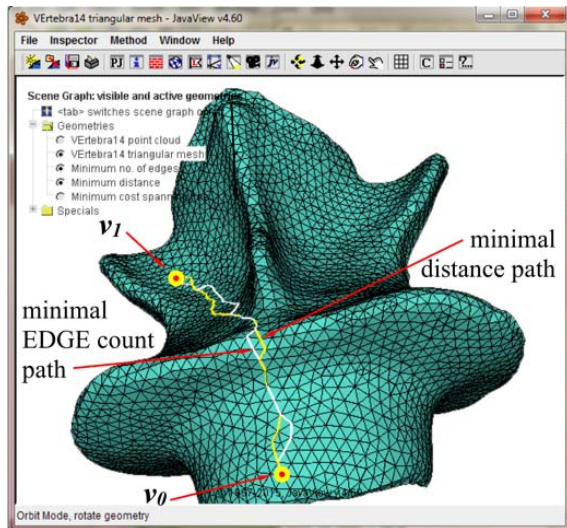 VErtebra14 triangular mesh - JavaView v4.60
File Inspector Method Window Help
PJ
C
?...
Scene Graph: visible and active geometries
<tab> switches scene graph
Geometries
VErtebra14 point cloud
VErtebra14 triangular mesh
Minimum no. of edges
Minimum distance
Minimum cost
Specials
v1
minimal
distance path
minimal
EDGE count
path
v0
Orbit Mode, rotate geometry